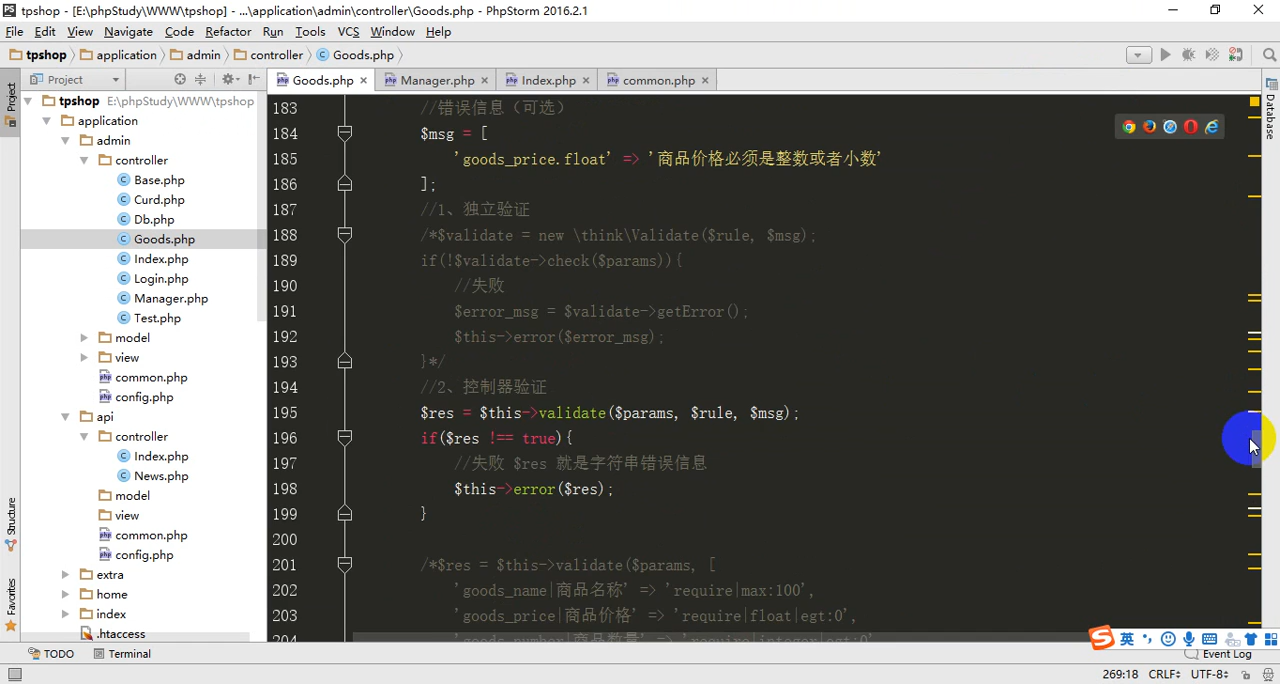 tpshop - [E:\phpStudy\WWW\tpshop] - ...\application\admin\controller\Goods.php - PhpStorm 2016.2.1
File Edit View Navigate Code Refactor Run Tools VCS Window Help
tpshop application admin controller Goods.php
Project
Goods.php Manager.php Index.php common.php
Project
Structure
Favorites
Database
tpshop E:\phpStudy\WWW\tpshop
application
admin
controller
Base.php
Curd.php
Db.php
Goods.php
Index.php
Login.php
Manager.php
Test.php
model
view
common.php
config.php
api
controller
Index.php
News.php
model
view
common.php
config.php
extra
home
index
.htaccess
183 //错误信息（可选）
184 $msg = [
185 'goods_price.float' => '商品价格必须是整数或者小数'
186 ];
187 //1、独立验证
188 /*$validate = new \think\Validate($rule, $msg);
189 if(!$validate->check($params)){
190 //失败
191 $error_msg = $validate->getError();
192 $this->error($error_msg);
193 }*/
194 //2、控制器验证
195 $res = $this->validate($params, $rule, $msg);
196 if($res !== true){
197 //失败 $res 就是字符串错误信息
198 $this->error($res);
199 }
200
201 /*$res = $this->validate($params, [
202 'goods_name|商品名称' => 'require|max:100',
203 'goods_price|商品价格' => 'require|float|egt:0',
204 'goods_number|商品数量' => 'require|integer|egt:0'
英
TODO Terminal Event Log
269:18 CRLF UTF-8